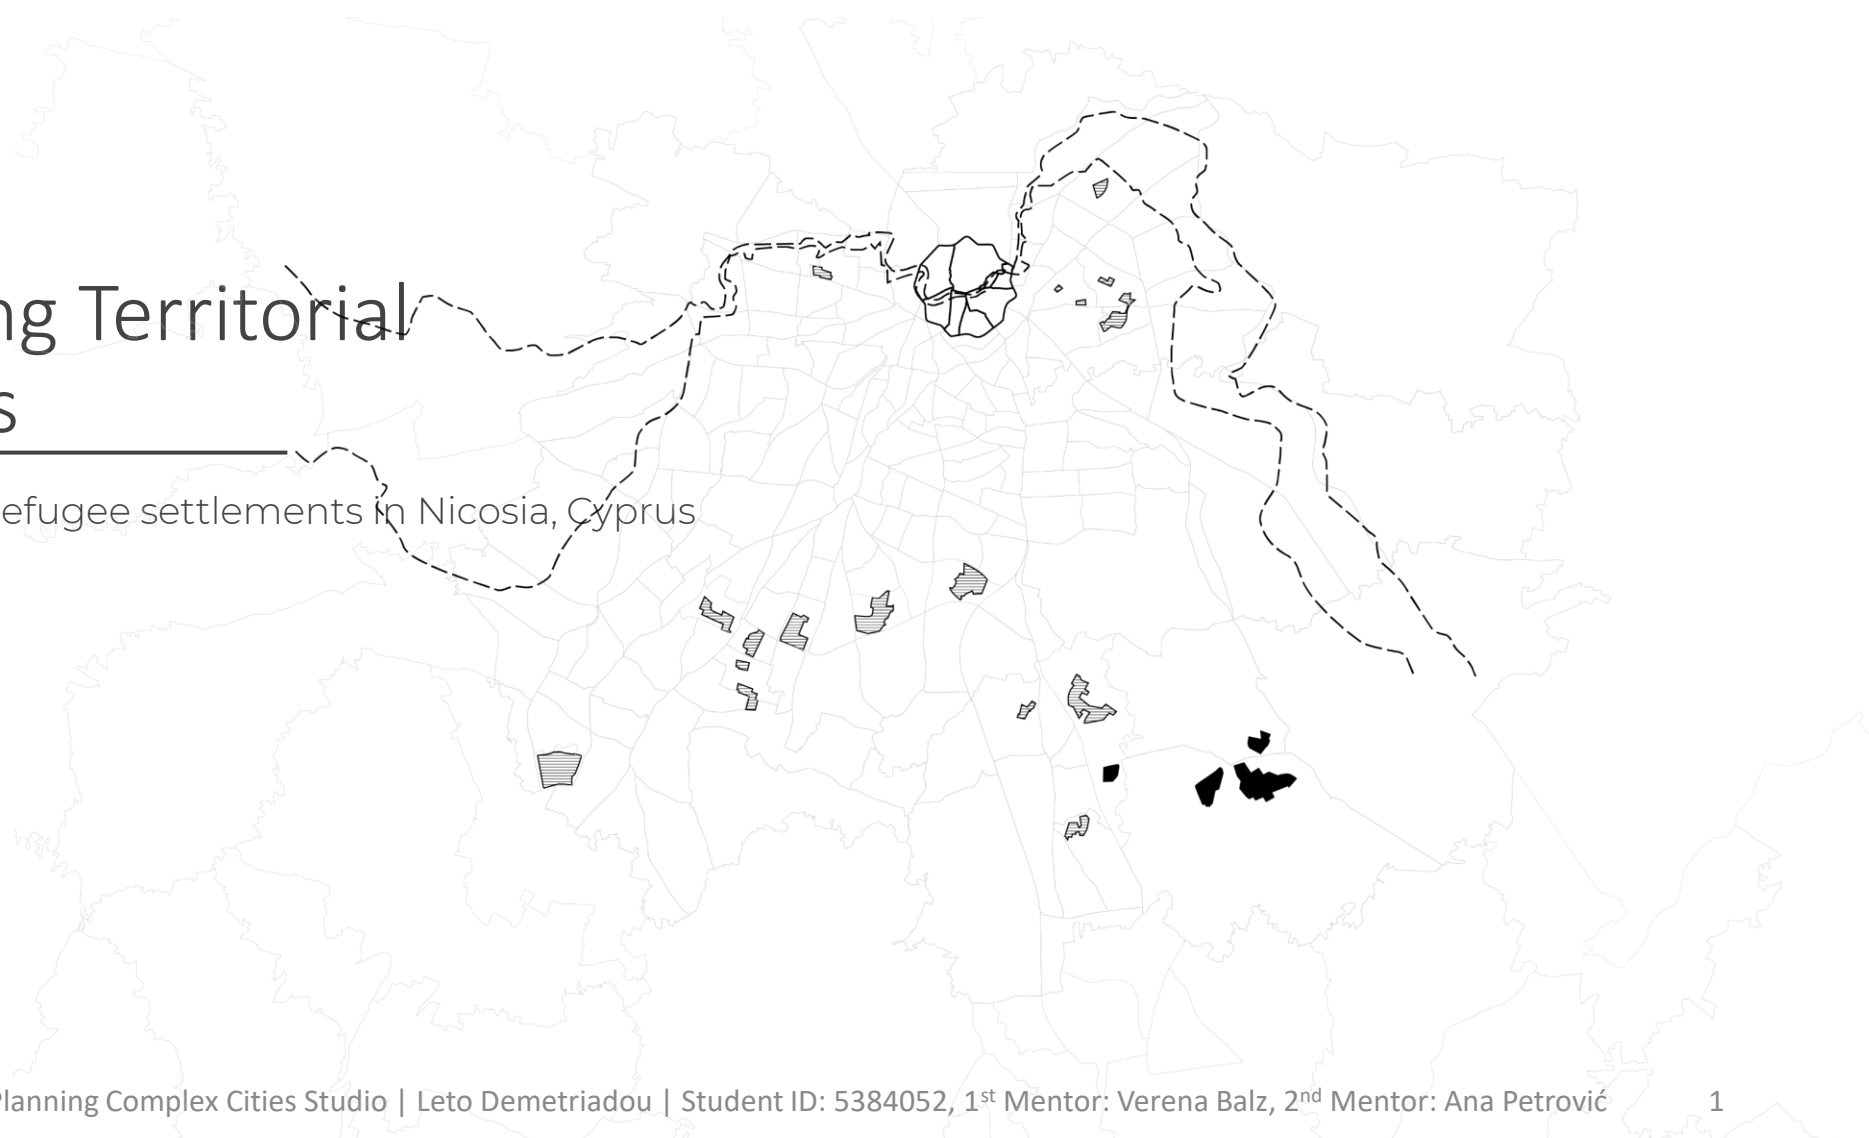 ng Territorial
s
efugee settlements in Nicosia, Cyprus
Planning Complex Cities Studio | Leto Demetriadou | Student ID: 5384052, 1st Mentor: Verena Balz, 2nd Mentor: Ana Petrović 1